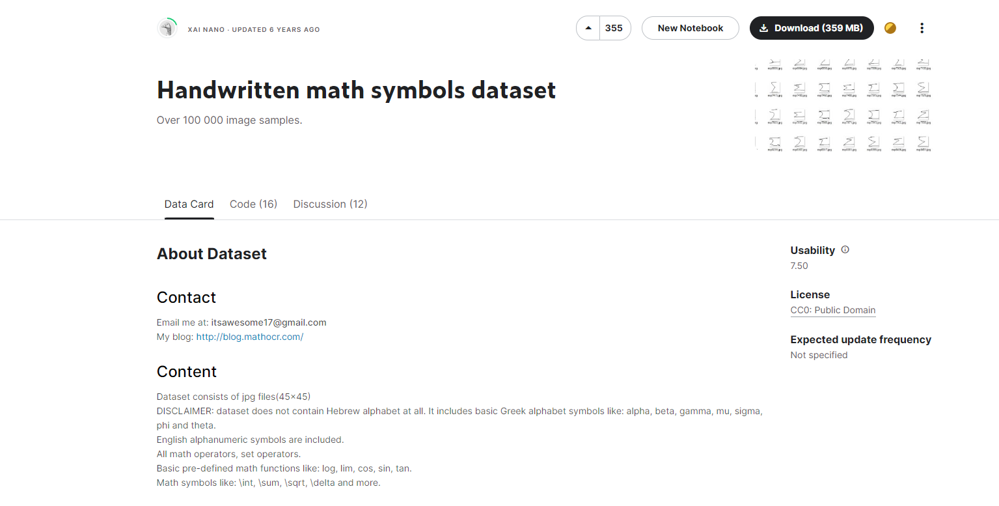 XAI NANO · UPDATED 6 YEARS AGO
355
New Notebook
Download (359 MB)
Handwritten math symbols dataset
Over 100 000 image samples.
Data Card
Code (16)
Discussion (12)
About Dataset
Contact
Email me at: itsawesome17@gmail.com
My blog: http://blog.mathocr.com/
Content
Dataset consists of jpg files(45x45)
DISCLAIMER: dataset does not contain Hebrew alphabet at all. It includes basic Greek alphabet symbols like: alpha, beta, gamma, mu, sigma,
phi and theta.
English alphanumeric symbols are included.
All math operators, set operators.
Basic pre-defined math functions like: log, lim, cos, sin, tan.
Math symbols like: \int, \sum, \sqrt, \delta and more.
Usability
7.50
License
CC0: Public Domain
Expected update frequency
Not specified